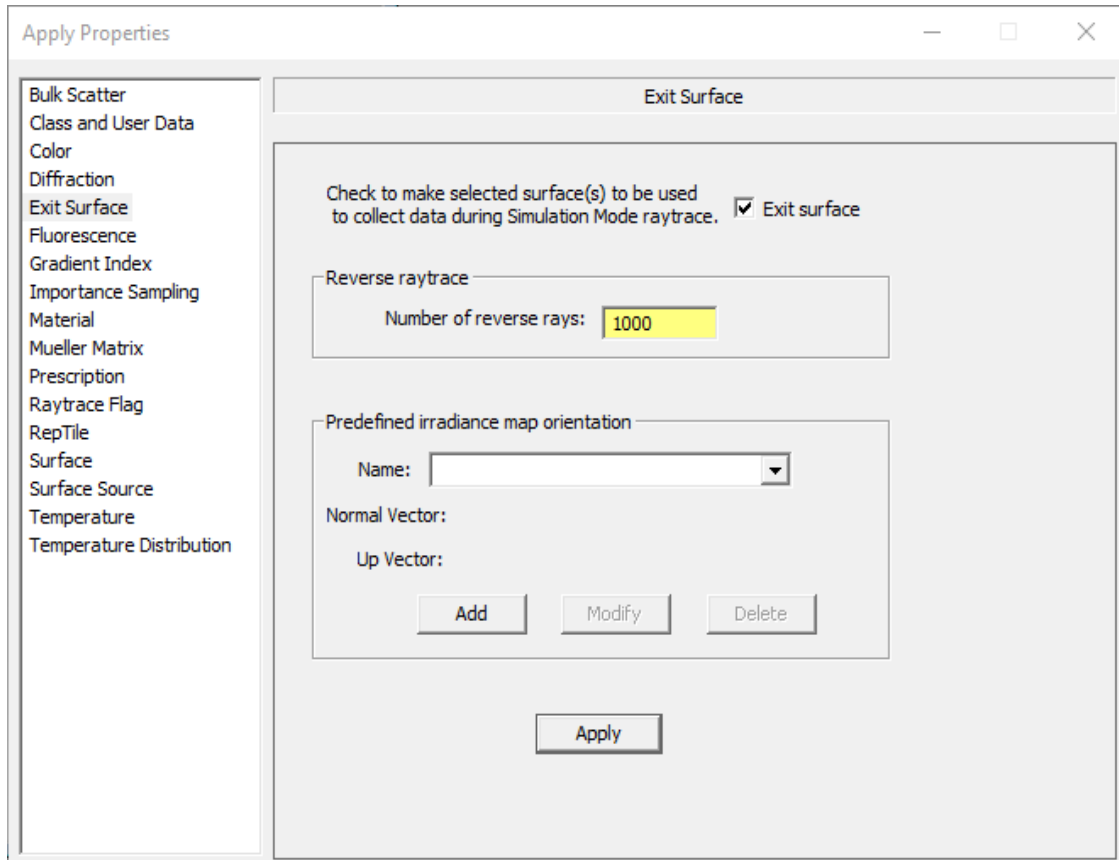 Apply Properties
Bulk Scatter
Class and User Data
Color
Diffraction
Exit Surface
Fluorescence
Gradient Index
Importance Sampling
Material
Mueller Matrix
Prescription
Raytrace Flag
RepTile
Surface
Surface Source
Temperature
Temperature Distribution
Exit Surface
Check to make selected surface(s) to be used
to collect data during Simulation Mode raytrace.
Exit surface
Reverse raytrace
Number of reverse rays: 1000
Predefined irradiance map orientation
Name:
Normal Vector:
Up Vector:
Add Modify Delete
Apply